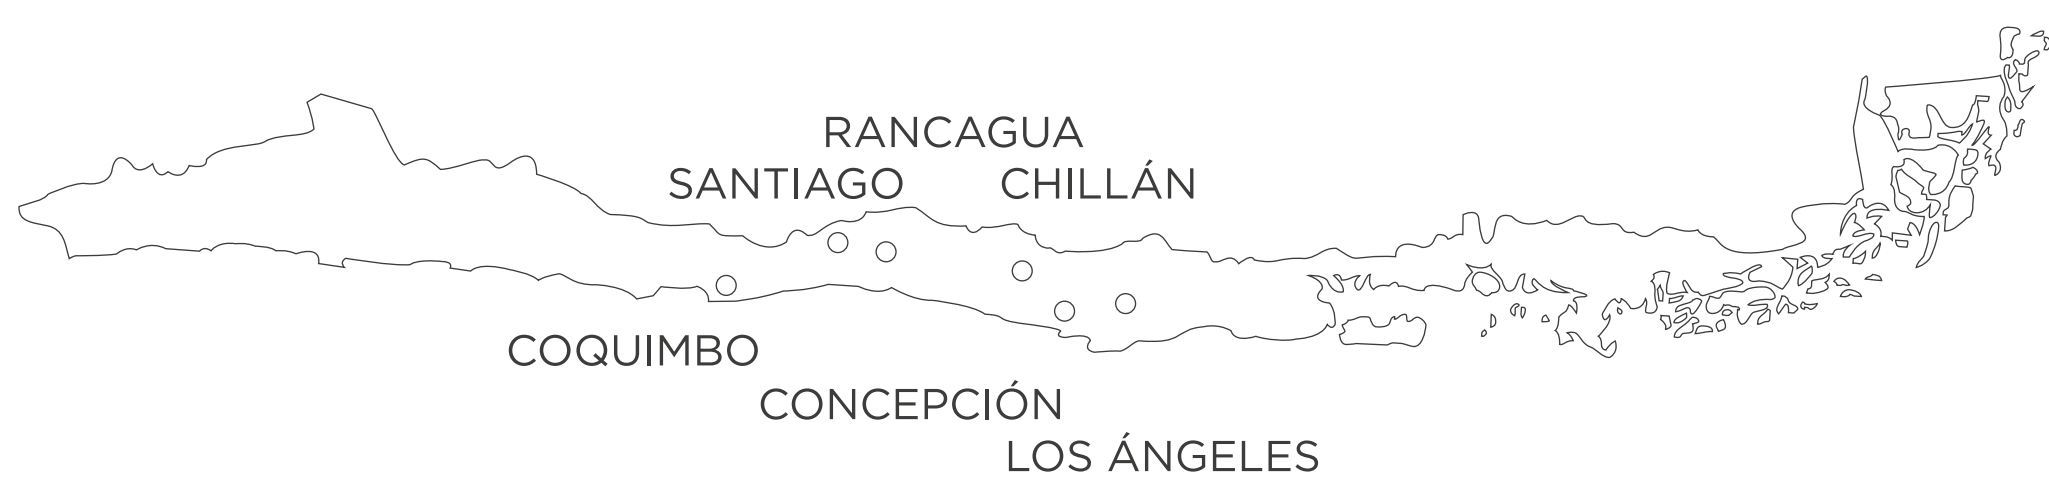 RANCAGUA
SANTIAGO
CHILLÁN
COQUIMBO
CONCEPCIÓN
LOS ÁNGELES